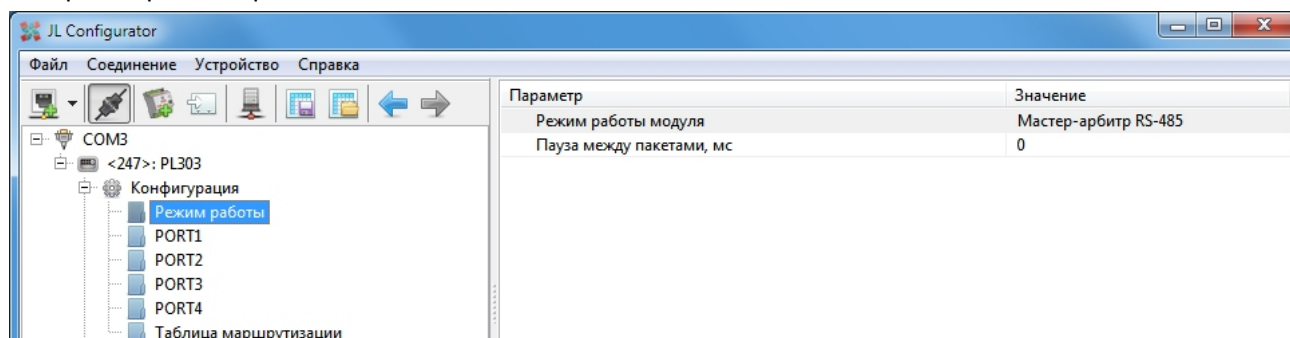 JL Configurator
Файл Соединение Устройство Справка
Параметр Значение
Режим работы модуля Мастер-арбитр RS-485
Пауза между пакетами, мс 0
COM3
<247>: PL303
Конфигурация
Режим работы
PORT1
PORT2
PORT3
PORT4
Таблица маршрутизации